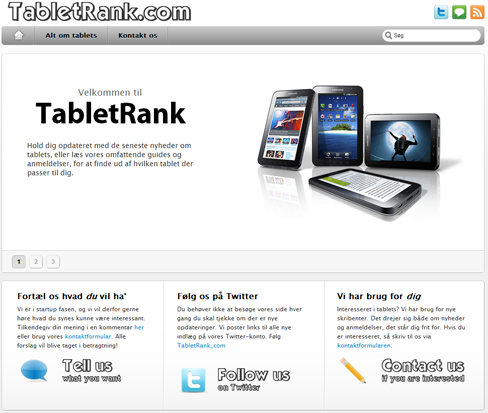 TabletRank.com
Alt om tablets
Kontakt os
Søg
Velkommen til
TabletRank
Hold dig opdateret med de seneste nyheder om
tablets, eller læs vores omfattende guides og
anmeldelser, for at finde ud af hvilken tablet der
passer til dig.
1 2 3
Fortæl os hvad du vil ha'
Vi er i startup fasen, og vi vil derfor gerne
høre hvad du synes kunne være interessant.
Tilkendegiv din mening i en kommentar her
eller brug vores kontaktformular. Alle
forslag vil blive taget i betragtning!
Tell us
what you want
Følg os på Twitter
Du behøver ikke at besøge vores side hver
gang du skal tjekke om der er nye
opdateringer. Vi poster links til alle nye
indlæg på vores Twitter-konto. Følg
TabletRank_com
Follow us
on Twitter
Vi har brug for dig
Interesseret i tablets? Vi har brug for nye
skribenter. Det drejer sig både om nyheder
og anmeldelser, det står dig frit for. Hvis du
er interesseret, så skriv til os via
kontaktformularen.
Contact us
if you are interested